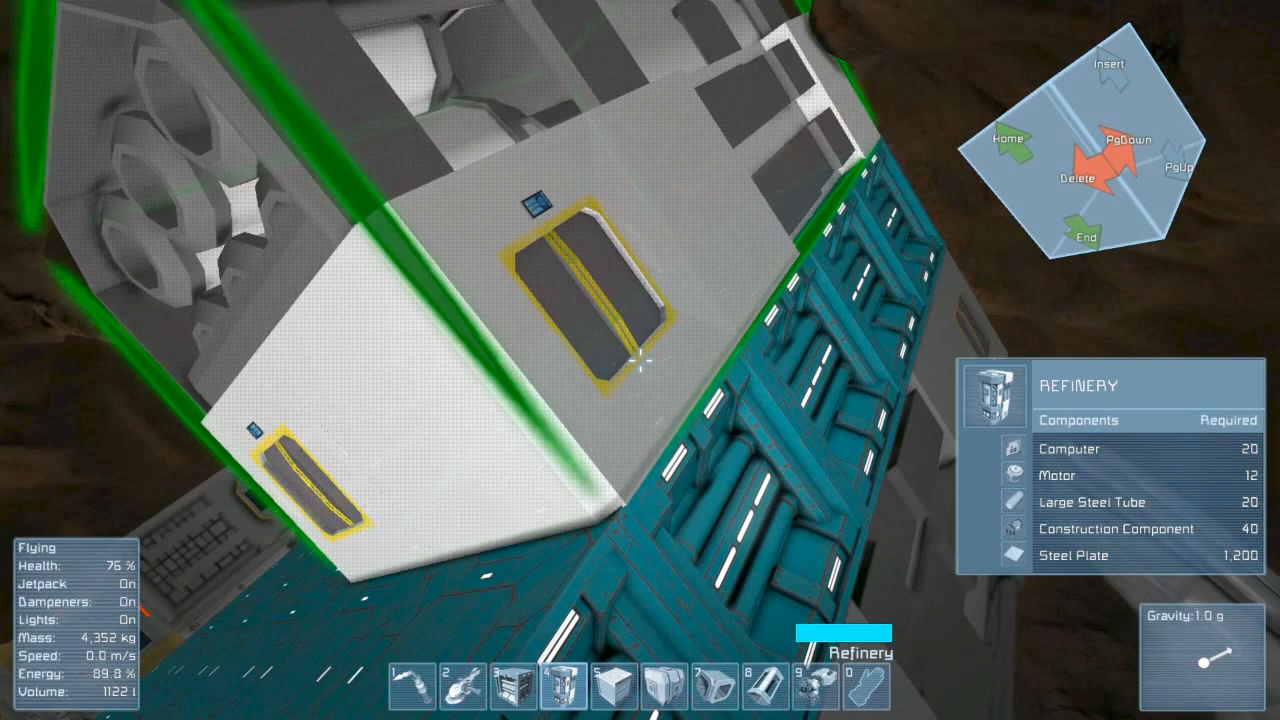 Insert
Home
PgDown
PgUp
Delete
End
REFINERY
Components Required
Computer 20
Motor 12
Large Steel Tube 20
Construction Component 40
Steel Plate 1,200
Flying
Health: 76 %
Jetpack On
Dampeners: On
Lights: On
Mass: 4,352 kg
Speed: 0.0 m/s
Energy: 89.8 %
Volume: 1122 l
Gravity: 1.0 g
Refinery
1 2 3 5 7 8 9 0